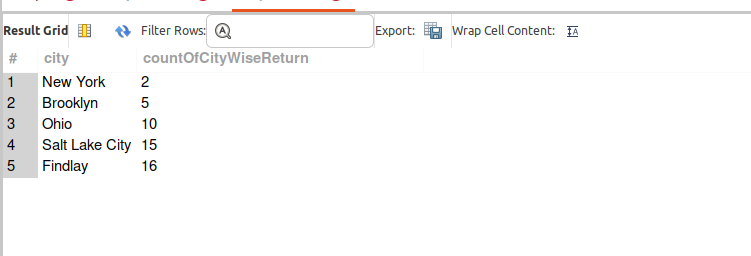 Result Grid Filter Rows: Export: Wrap Cell Content:
# city countOfCityWiseReturn
1 New York 2
2 Brooklyn 5
3 Ohio 10
4 Salt Lake City 15
5 Findlay 16